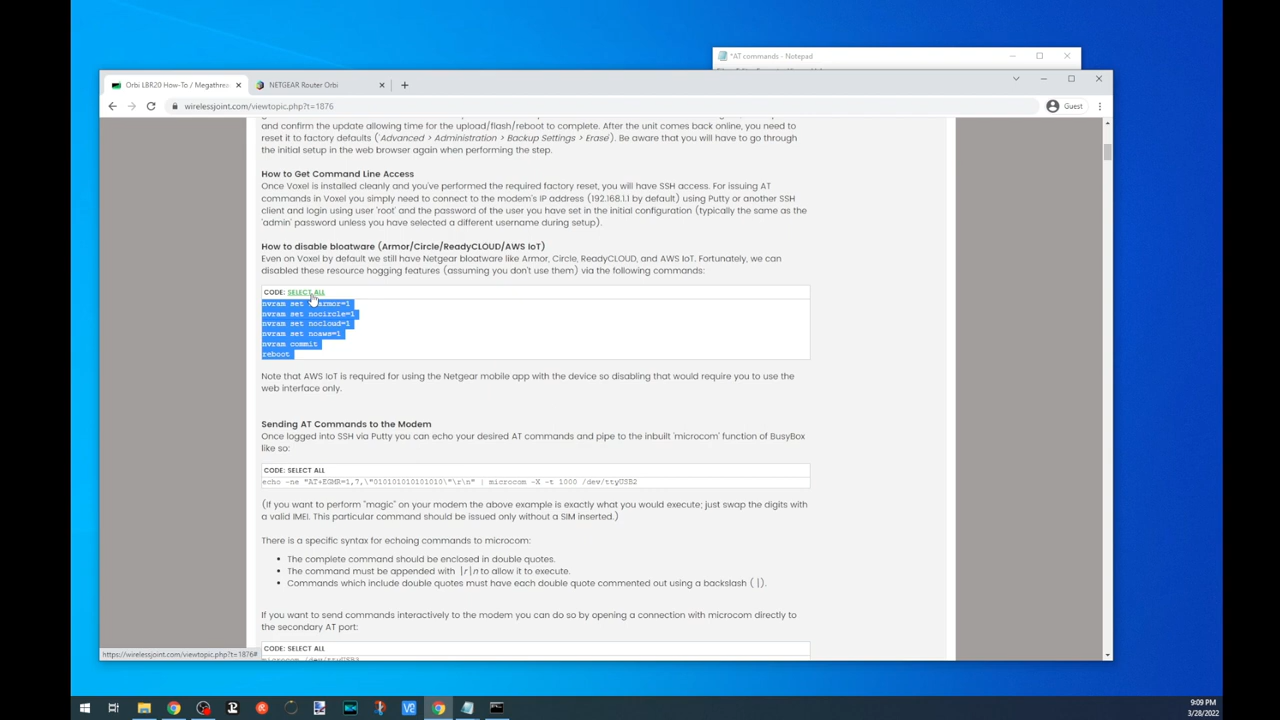 *AT commands - Notepad
Orbi LBR20 How-To / Megathre
NETGEAR Router Orbi
wirelessjoint.com/viewtopic.php?t=1876
Guest
and confirm the update allowing time for the upload/flash/reboot to complete. After the unit comes back online, you need to
reset it to factory defaults ('Advanced > Administration > Backup Settings > Erase'). Be aware that you will have to go through
the initial setup in the web browser again when performing the step.
How to Get Command Line Access
Once Voxel is installed cleanly and you've performed the required factory reset, you will have SSH access. For issuing AT
commands in Voxel you simply need to connect to the modem's IP address (192.168.1.1 by default) using Putty or another SSH
client and login using user 'root' and the password of the user you have set in the initial configuration (typically the same as the
'admin' password unless you have selected a different username during setup).
How to disable bloatware (Armor/Circle/ReadyCLOUD/AWS IoT)
Even on Voxel by default we still have Netgear bloatware like Armor, Circle, ReadyCLOUD, and AWS IoT. Fortunately, we can
disabled these resource hogging features (assuming you don't use them) via the following commands:
CODE: SELECT ALL
nvram set armor=1
nvram set nocircle=1
nvram set nocloud=1
nvram set noaws=1
nvram commit
reboot
Note that AWS IoT is required for using the Netgear mobile app with the device so disabling that would require you to use the
web interface only.
Sending AT Commands to the Modem
Once logged into SSH via Putty you can echo your desired AT commands and pipe to the inbuilt 'microcom' function of BusyBox
like so:
CODE: SELECT ALL
echo -ne "AT+EGMR=1,7,\"010101010101010\"\r\n" | microcom -X -t 1000 /dev/ttyUSB2
(If you want to perform "magic" on your modem the above example is exactly what you would execute; just swap the digits with
a valid IMEI. This particular command should be issued only without a SIM inserted.)
There is a specific syntax for echoing commands to microcom:
• The complete command should be enclosed in double quotes.
• The command must be appended with \r\n to allow it to execute.
• Commands which include double quotes must have each double quote commented out using a backslash ( \ ).
If you want to send commands interactively to the modem you can do so by opening a connection with microcom directly to
the secondary AT port:
CODE: SELECT ALL
https://wirelessjoint.com/viewtopic.php?t=1876#
9:09 PM
3/28/2022